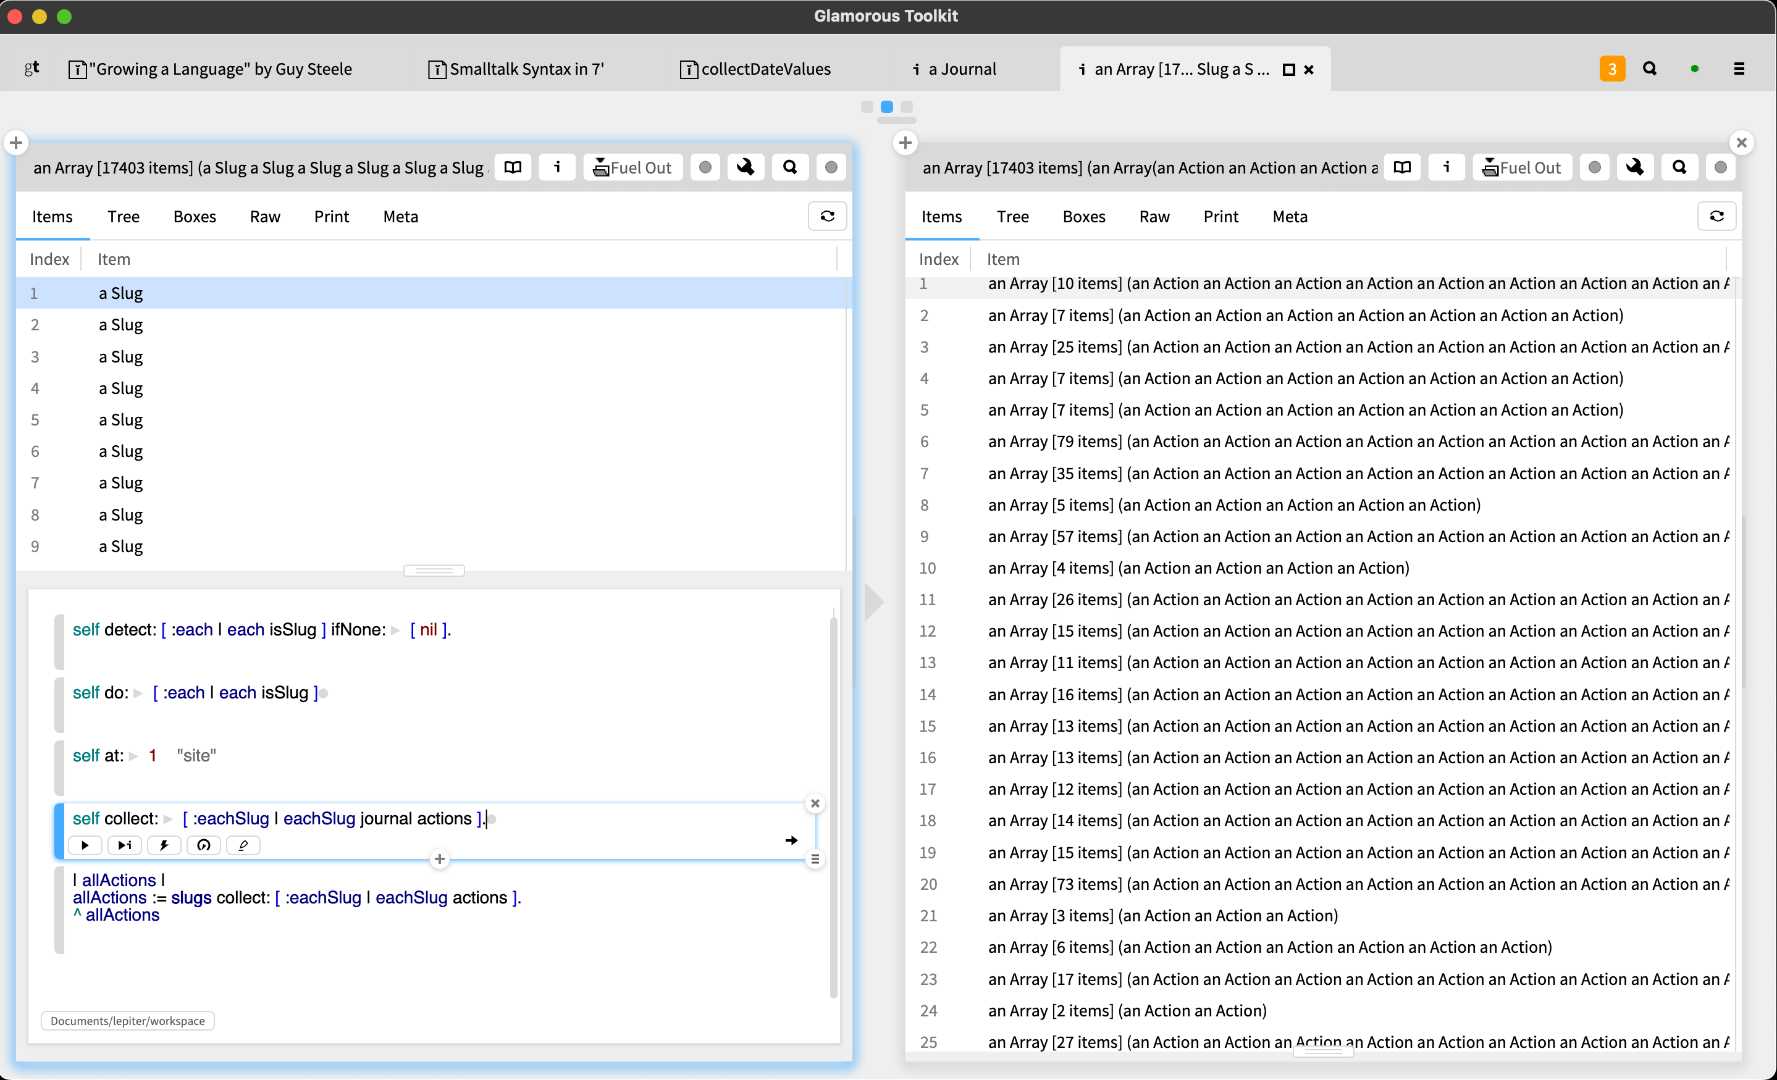 Glamorous Toolkit
gt
"Growing a Language" by Guy Steele
Smalltalk Syntax in 7'
collectDateValues
i a Journal
i an Array [17... Slug a S ...
3
an Array [17403 items] (a Slug a Slug a Slug a Slug a Slug a Slug
i
Fuel Out
Items Tree Boxes Raw Print Meta
Index Item
1 a Slug
2 a Slug
3 a Slug
4 a Slug
5 a Slug
6 a Slug
7 a Slug
8 a Slug
9 a Slug
self detect: [ :each | each isSlug ] ifNone: [ nil ].
self do: [ :each | each isSlug ]
self at: 1 "site"
self collect: [ :eachSlug | eachSlug journal actions ].
| allActions |
allActions := slugs collect: [ :eachSlug | eachSlug actions ].
^ allActions
Documents/lepiter/workspace
an Array [17403 items] (an Array(an Action an Action an Action a
i
Fuel Out
Items Tree Boxes Raw Print Meta
Index Item
1 an Array [10 items] (an Action an Action an Action an Action an Action an Action an Action an Action an A
2 an Array [7 items] (an Action an Action an Action an Action an Action an Action an Action)
3 an Array [25 items] (an Action an Action an Action an Action an Action an Action an Action an Action an A
4 an Array [7 items] (an Action an Action an Action an Action an Action an Action an Action)
5 an Array [7 items] (an Action an Action an Action an Action an Action an Action an Action)
6 an Array [79 items] (an Action an Action an Action an Action an Action an Action an Action an Action an A
7 an Array [35 items] (an Action an Action an Action an Action an Action an Action an Action an Action an A
8 an Array [5 items] (an Action an Action an Action an Action an Action)
9 an Array [57 items] (an Action an Action an Action an Action an Action an Action an Action an Action an A
10 an Array [4 items] (an Action an Action an Action an Action)
11 an Array [26 items] (an Action an Action an Action an Action an Action an Action an Action an Action an A
12 an Array [15 items] (an Action an Action an Action an Action an Action an Action an Action an Action an A
13 an Array [11 items] (an Action an Action an Action an Action an Action an Action an Action an Action an A
14 an Array [16 items] (an Action an Action an Action an Action an Action an Action an Action an Action an A
15 an Array [13 items] (an Action an Action an Action an Action an Action an Action an Action an Action an A
16 an Array [13 items] (an Action an Action an Action an Action an Action an Action an Action an Action an A
17 an Array [12 items] (an Action an Action an Action an Action an Action an Action an Action an Action an A
18 an Array [14 items] (an Action an Action an Action an Action an Action an Action an Action an Action an A
19 an Array [15 items] (an Action an Action an Action an Action an Action an Action an Action an Action an A
20 an Array [73 items] (an Action an Action an Action an Action an Action an Action an Action an Action an A
21 an Array [3 items] (an Action an Action an Action)
22 an Array [6 items] (an Action an Action an Action an Action an Action an Action)
23 an Array [17 items] (an Action an Action an Action an Action an Action an Action an Action an Action an A
24 an Array [2 items] (an Action an Action)
25 an Array [27 items] (an Action an Action an Action an Action an Action an Action an Action an Action an A